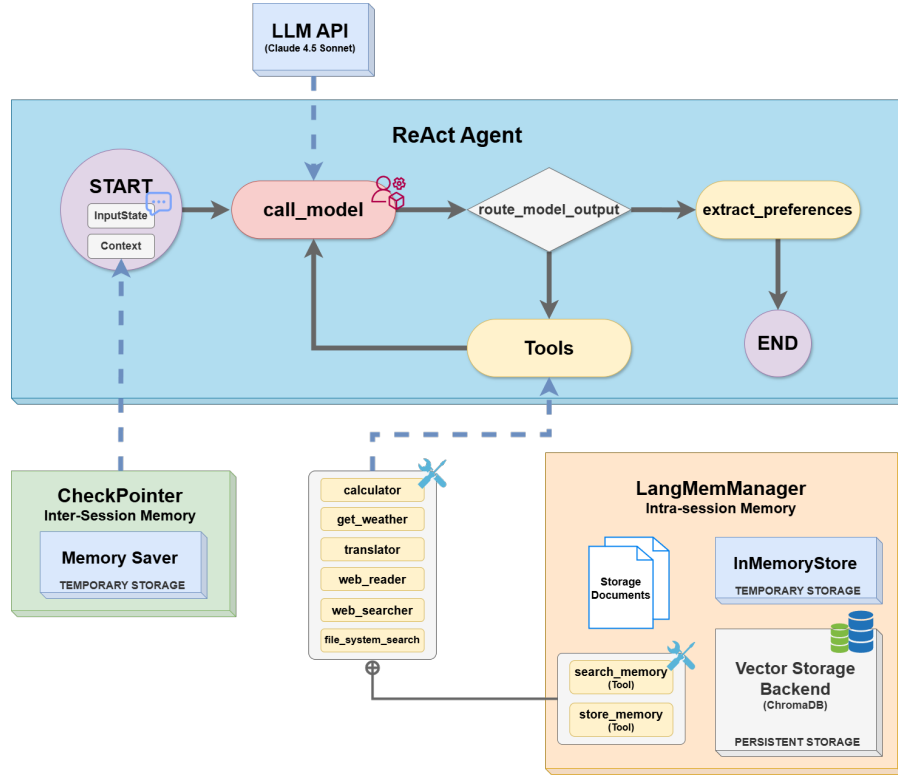 LLM API
(Claude 4.5 Sonnet)
ReAct Agent
START
InputState
Context
call_model
route_model_output
extract_preferences
Tools
END
CheckPointer
Inter-Session Memory
Memory Saver
TEMPORARY STORAGE
calculator
get_weather
translator
web_reader
web_searcher
file_system_search
LangMemManager
Intra-session Memory
Storage
Documents
InMemoryStore
TEMPORARY STORAGE
search_memory
(Tool)
store_memory
(Tool)
Vector Storage
Backend
(ChromaDB)
PERSISTENT STORAGE